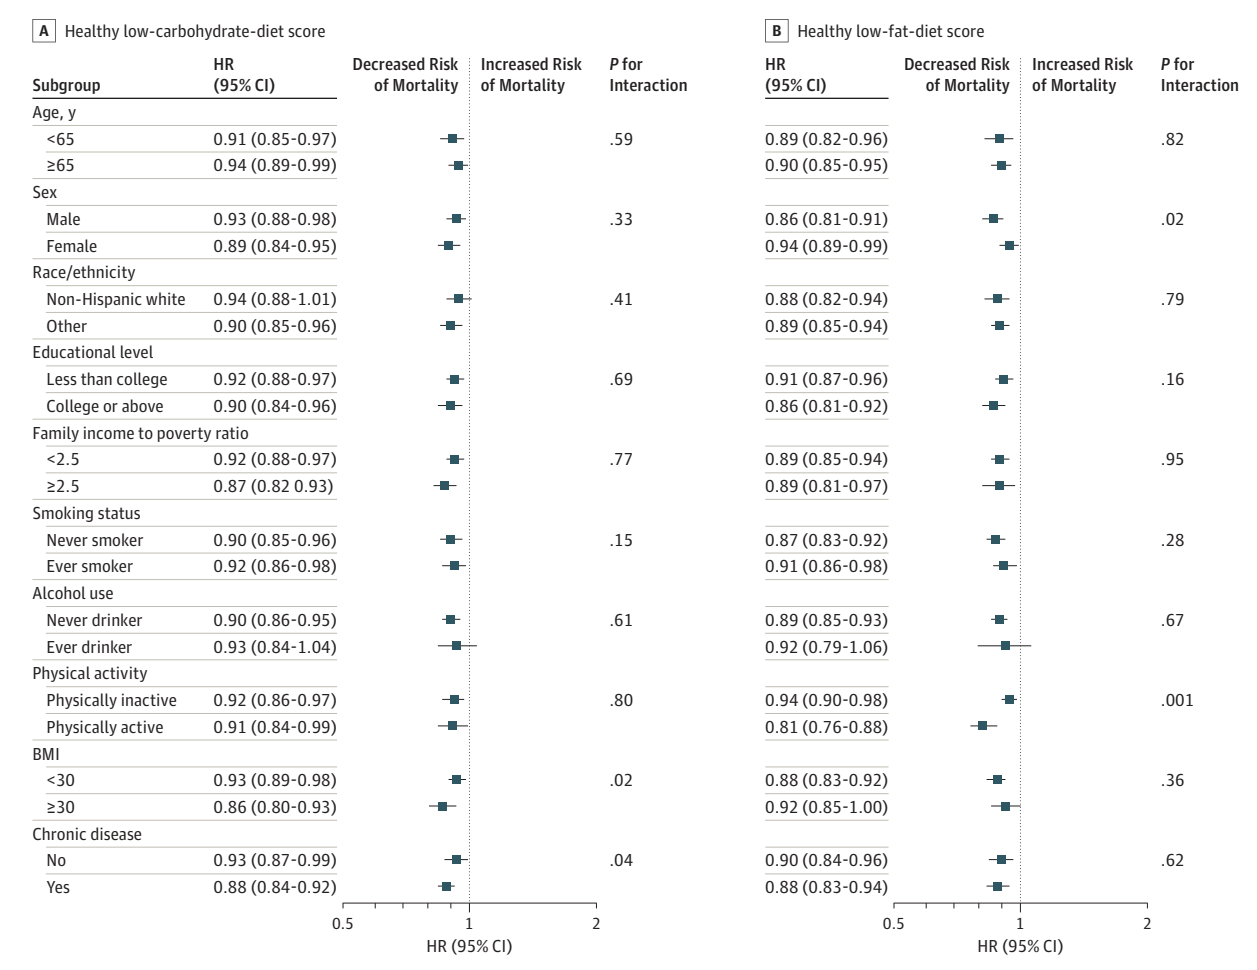 A Healthy low-carbohydrate-diet score
B Healthy low-fat-diet score
Subgroup HR (95% CI) Decreased Risk of Mortality Increased Risk of Mortality P for Interaction HR (95% CI) Decreased Risk of Mortality Increased Risk of Mortality P for Interaction
Age, y
<65 0.91 (0.85-0.97) .59 0.89 (0.82-0.96) .82
≥65 0.94 (0.89-0.99) 0.90 (0.85-0.95)
Sex
Male 0.93 (0.88-0.98) .33 0.86 (0.81-0.91) .02
Female 0.89 (0.84-0.95) 0.94 (0.89-0.99)
Race/ethnicity
Non-Hispanic white 0.94 (0.88-1.01) .41 0.88 (0.82-0.94) .79
Other 0.90 (0.85-0.96) 0.89 (0.85-0.94)
Educational level
Less than college 0.92 (0.88-0.97) .69 0.91 (0.87-0.96) .16
College or above 0.90 (0.84-0.96) 0.86 (0.81-0.92)
Family income to poverty ratio
<2.5 0.92 (0.88-0.97) .77 0.89 (0.85-0.94) .95
≥2.5 0.87 (0.82 0.93) 0.89 (0.81-0.97)
Smoking status
Never smoker 0.90 (0.85-0.96) .15 0.87 (0.83-0.92) .28
Ever smoker 0.92 (0.86-0.98) 0.91 (0.86-0.98)
Alcohol use
Never drinker 0.90 (0.86-0.95) .61 0.89 (0.85-0.93) .67
Ever drinker 0.93 (0.84-1.04) 0.92 (0.79-1.06)
Physical activity
Physically inactive 0.92 (0.86-0.97) .80 0.94 (0.90-0.98) .001
Physically active 0.91 (0.84-0.99) 0.81 (0.76-0.88)
BMI
<30 0.93 (0.89-0.98) .02 0.88 (0.83-0.92) .36
≥30 0.86 (0.80-0.93) 0.92 (0.85-1.00)
Chronic disease
No 0.93 (0.87-0.99) .04 0.90 (0.84-0.96) .62
Yes 0.88 (0.84-0.92) 0.88 (0.83-0.94)
0.5 1 2 0.5 1 2
HR (95% CI) HR (95% CI)